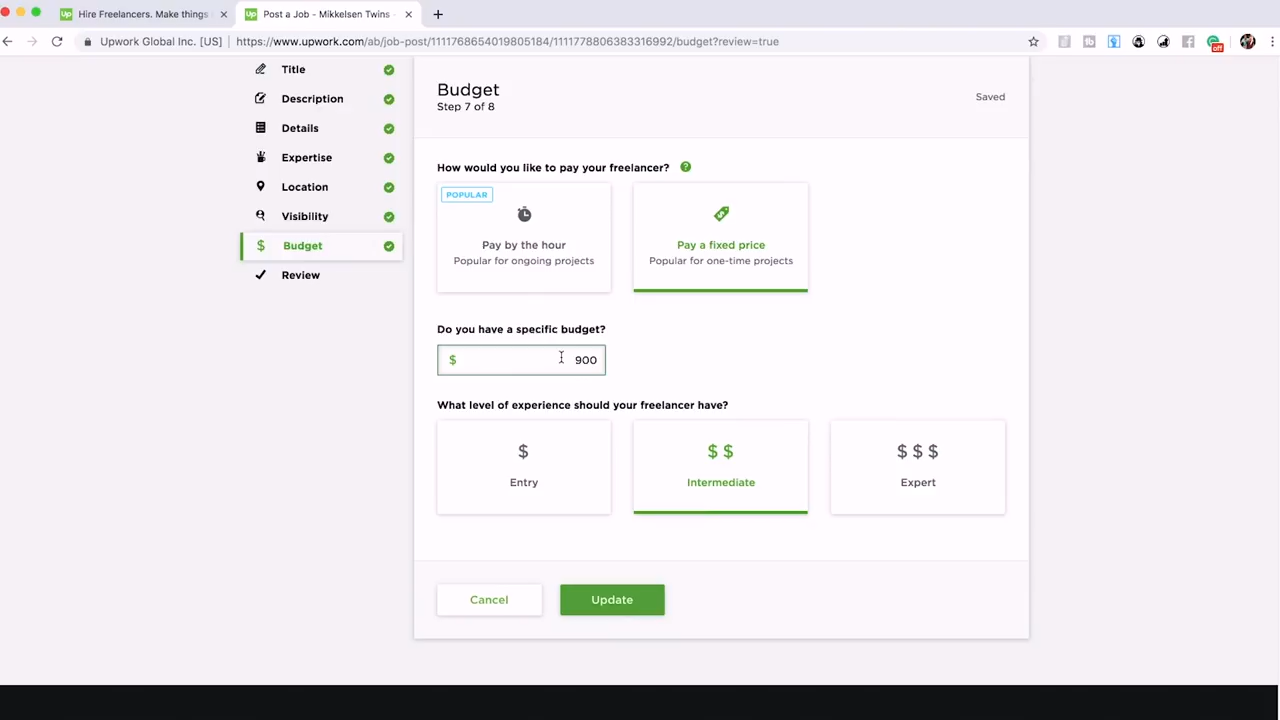 Up Hire Freelancers. Make things
Up Post a Job - Mikkelsen Twins -
Upwork Global Inc. [US]
https://www.upwork.com/ab/job-post/1111768654019805184/1111778806383316992/budget?review=true
off
Title
Description
Details
Expertise
Location
Visibility
$ Budget
Review
Budget
Step 7 of 8
Saved
How would you like to pay your freelancer? ?
POPULAR
Pay by the hour
Popular for ongoing projects
$
Pay a fixed price
Popular for one-time projects
Do you have a specific budget?
$ 900
What level of experience should your freelancer have?
$
Entry
$ $
Intermediate
$ $ $
Expert
Cancel
Update